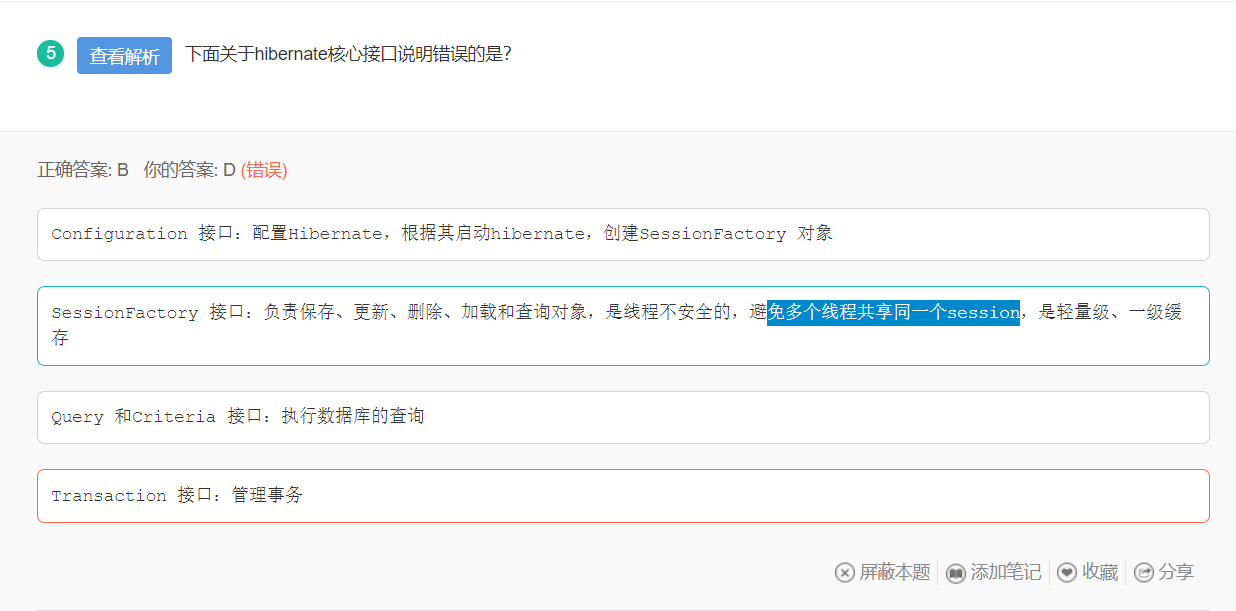 5 查看解析 下面关于hibernate核心接口说明错误的是?
正确答案: B 你的答案: D (错误)
Configuration 接口：配置Hibernate，根据其启动hibernate，创建SessionFactory 对象
SessionFactory 接口：负责保存、更新、删除、加载和查询对象，是线程不安全的，避免多个线程共享同一个session，是轻量级、一级缓
存
Query 和Criteria 接口：执行数据库的查询
Transaction 接口：管理事务
屏蔽本题 添加笔记 收藏 分享